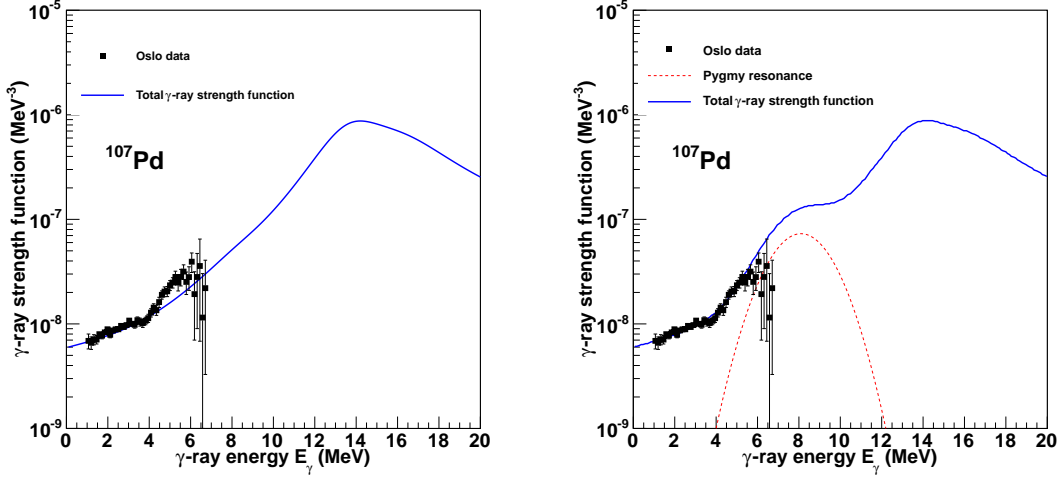 10⁻⁵
Oslo data
Total γ-ray strength function
10⁻⁶
¹⁰⁷Pd
10⁻⁷
10⁻⁸
10⁻⁹
γ-ray strength function (MeV⁻³)
0 2 4 6 8 10 12 14 16 18 20
γ-ray energy E_γ (MeV)
10⁻⁵
Oslo data
Pygmy resonance
Total γ-ray strength function
10⁻⁶
¹⁰⁷Pd
10⁻⁷
10⁻⁸
10⁻⁹
γ-ray strength function (MeV⁻³)
0 2 4 6 8 10 12 14 16 18 20
γ-ray energy E_γ (MeV)